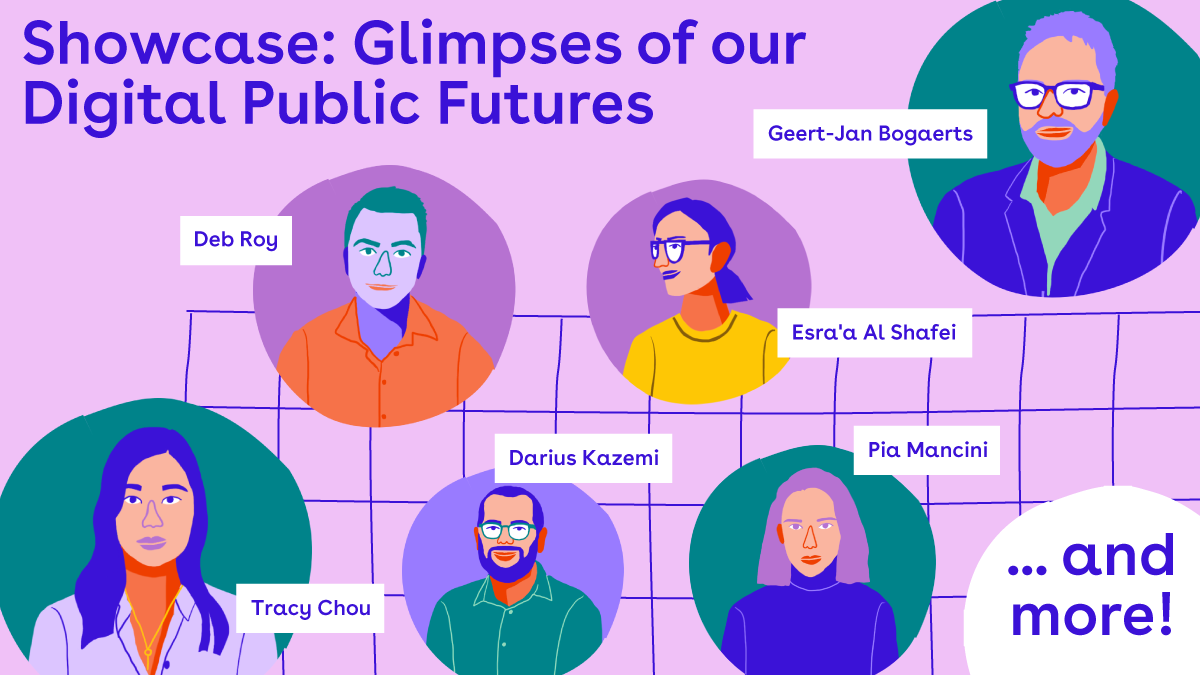 Showcase: Glimpses of our
Digital Public Futures
Geert-Jan Bogaerts
Deb Roy
Esra'a Al Shafei
Darius Kazemi
Pia Mancini
Tracy Chou
... and
more!